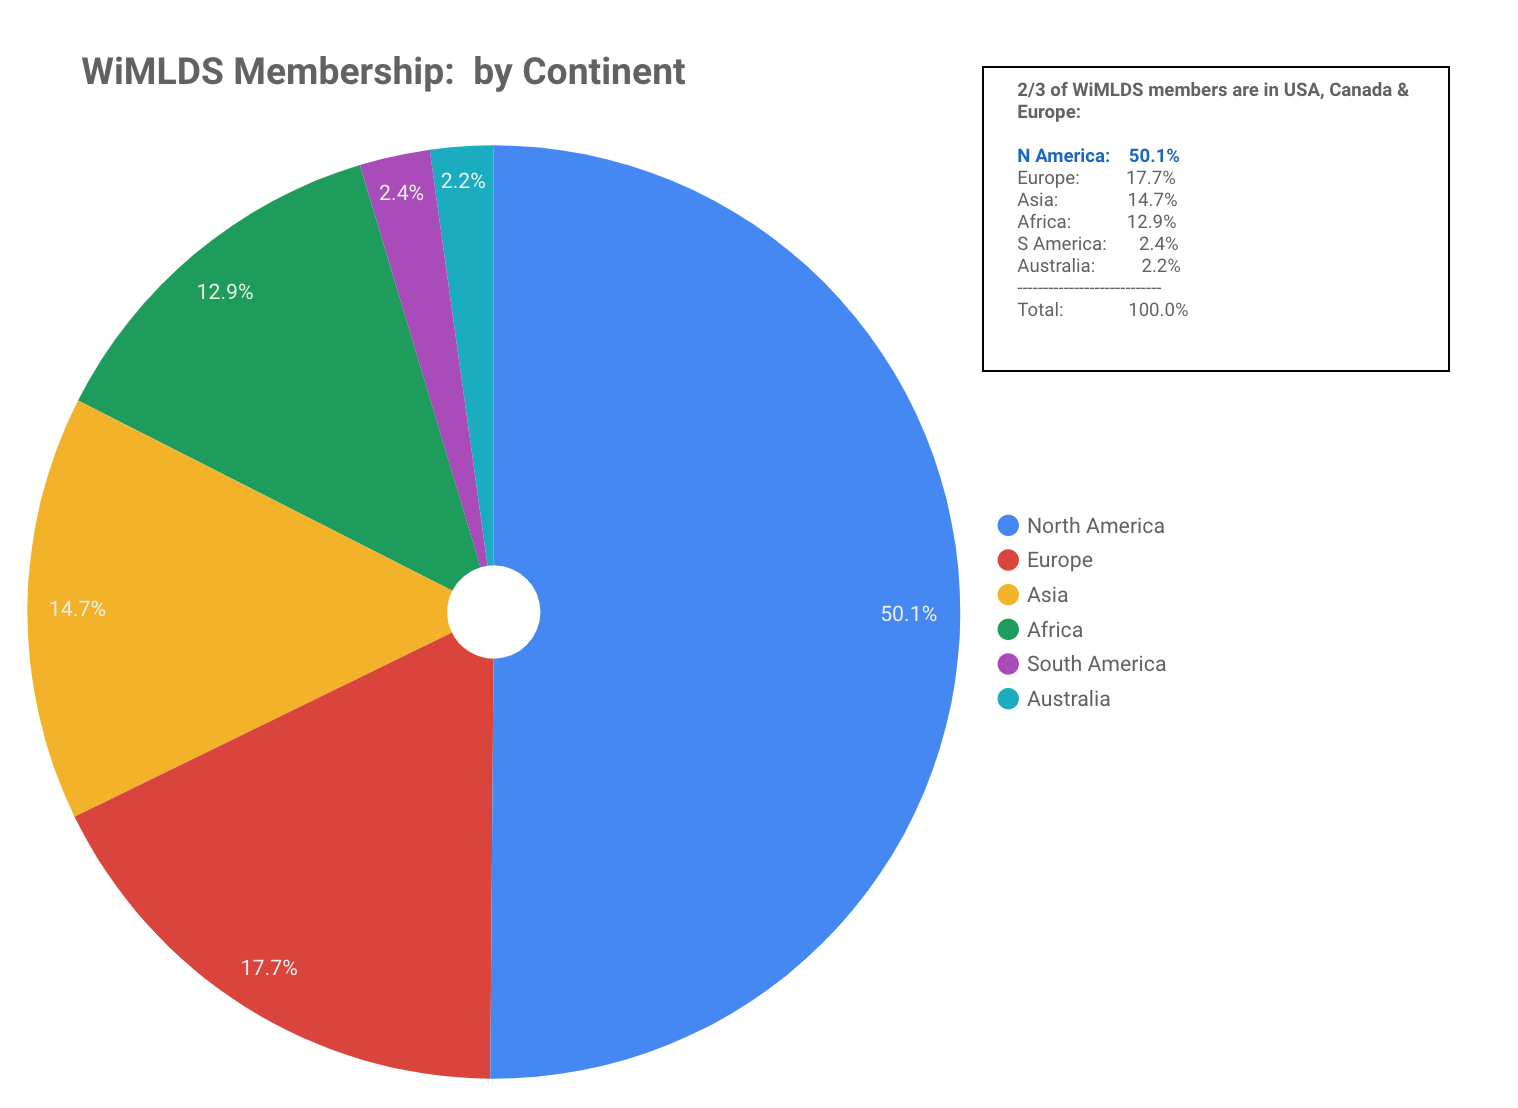 WiMLDS Membership:  by Continent
2/3 of WiMLDS members are in USA, Canada &
Europe:
N America: 50.1%
Europe: 17.7%
Asia: 14.7%
Africa: 12.9%
S America: 2.4%
Australia: 2.2%
----------------------------
Total: 100.0%
2.2%
2.4%
12.9%
14.7%
50.1%
17.7%
North America
Europe
Asia
Africa
South America
Australia